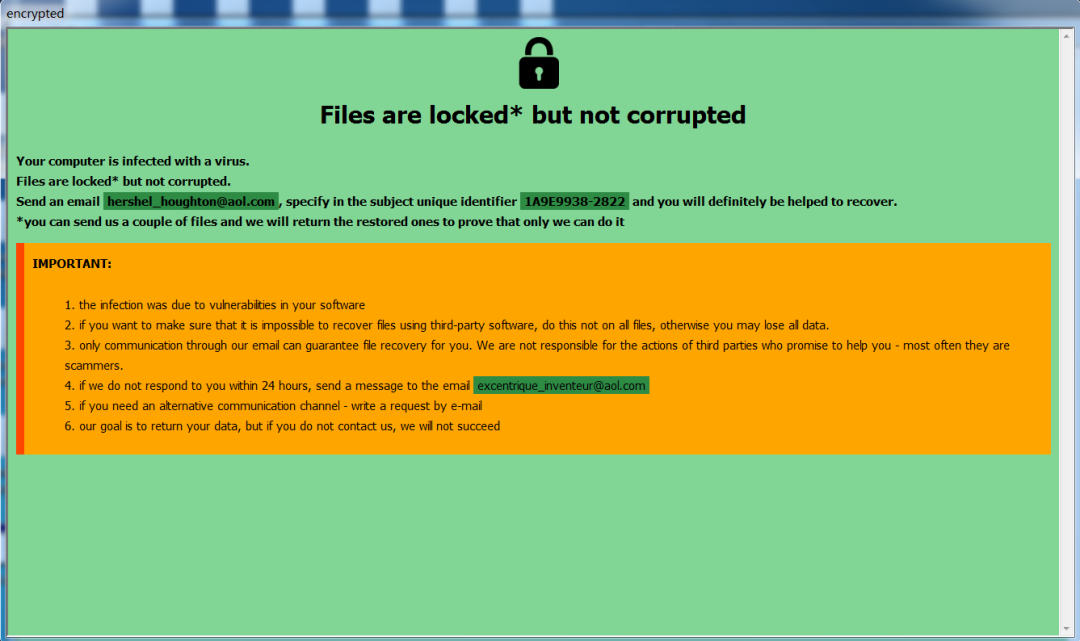 encrypted
Files are locked* but not corrupted
Your computer is infected with a virus.
Files are locked* but not corrupted.
Send an email hershel_houghton@aol.com , specify in the subject unique identifier 1A9E9938-2822 and you will definitely be helped to recover.
*you can send us a couple of files and we will return the restored ones to prove that only we can do it
IMPORTANT:
1. the infection was due to vulnerabilities in your software
2. if you want to make sure that it is impossible to recover files using third-party software, do this not on all files, otherwise you may lose all data.
3. only communication through our email can guarantee file recovery for you. We are not responsible for the actions of third parties who promise to help you - most often they are
scammers.
4. if we do not respond to you within 24 hours, send a message to the email excentrique_inventeur@aol.com
5. if you need an alternative communication channel - write a request by e-mail
6. our goal is to return your data, but if you do not contact us, we will not succeed